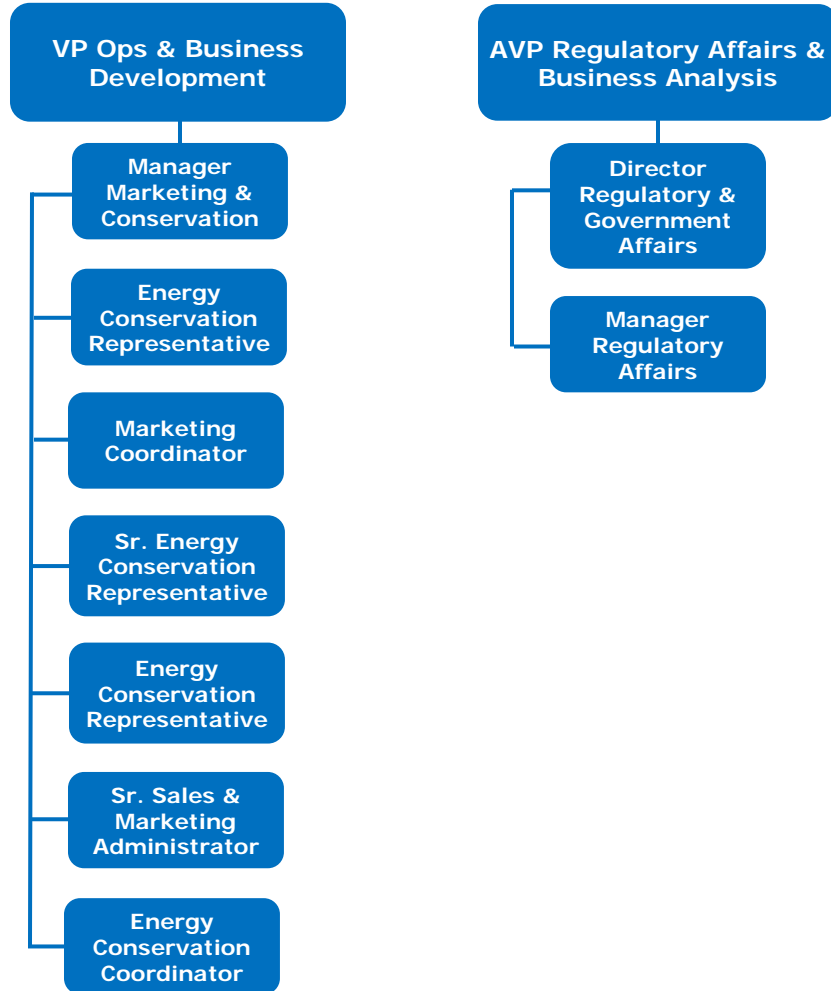 VP Ops & Business
Development
Manager
Marketing &
Conservation
Energy
Conservation
Representative
Marketing
Coordinator
Sr. Energy
Conservation
Representative
Energy
Conservation
Representative
Sr. Sales &
Marketing
Administrator
Energy
Conservation
Coordinator
AVP Regulatory Affairs &
Business Analysis
Director
Regulatory &
Government
Affairs
Manager
Regulatory
Affairs